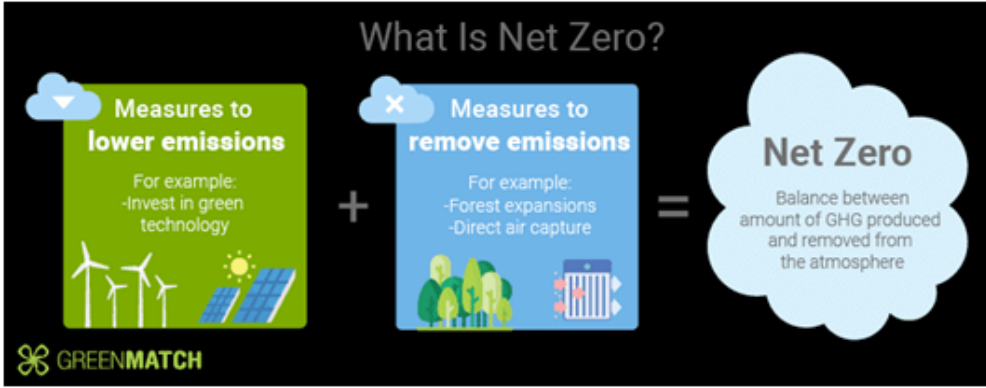 What Is Net Zero?
Measures to
lower emissions
For example:
-Invest in green
technology
+
Measures to
remove emissions
For example:
-Forest expansions
-Direct air capture
=
Net Zero
Balance between
amount of GHG produced
and removed from
the atmosphere
GREENMATCH